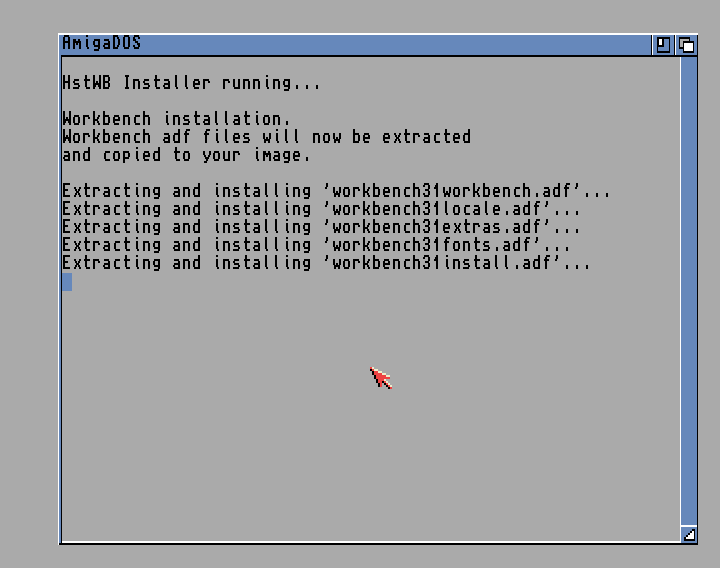 AmigaDOS
HstWB Installer running...
Workbench installation.
Workbench adf files will now be extracted
and copied to your image.
Extracting and installing 'workbench31workbench.adf'...
Extracting and installing 'workbench31locale.adf'...
Extracting and installing 'workbench31extras.adf'...
Extracting and installing 'workbench31fonts.adf'...
Extracting and installing 'workbench31install.adf'...